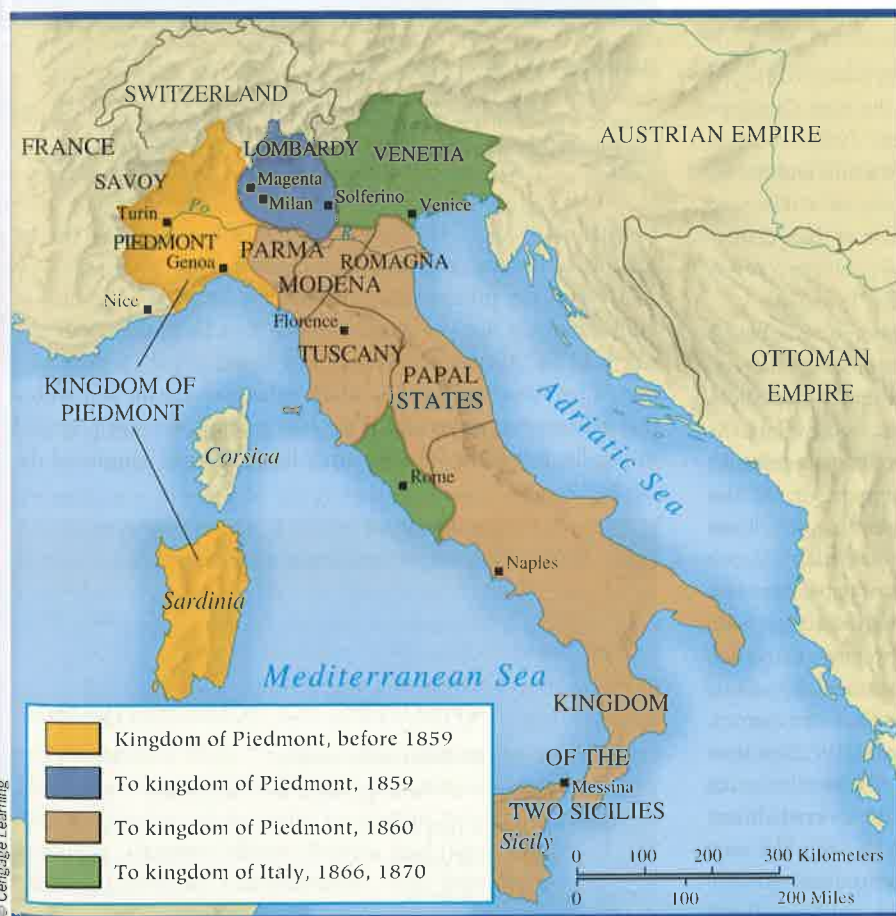 SWITZERLAND
FRANCE
AUSTRIAN EMPIRE
LOMBARDY
VENETIA
SAVOY
Magenta
Milan
Solferino
Venice
Turin
Po
R.
PIEDMONT
Genoa
PARMA
ROMAGNA
MODENA
Nice
Florence
TUSCANY
OTTOMAN
EMPIRE
PAPAL
STATES
KINGDOM OF
PIEDMONT
Adriatic Sea
Corsica
Rome
Naples
Sardinia
Mediterranean Sea
KINGDOM
OF THE
TWO SICILIES
Messina
Sicily
Kingdom of Piedmont, before 1859
To kingdom of Piedmont, 1859
To kingdom of Piedmont, 1860
To kingdom of Italy, 1866, 1870
0 100 200 300 Kilometers
0 100 200 Miles
© Cengage Learning